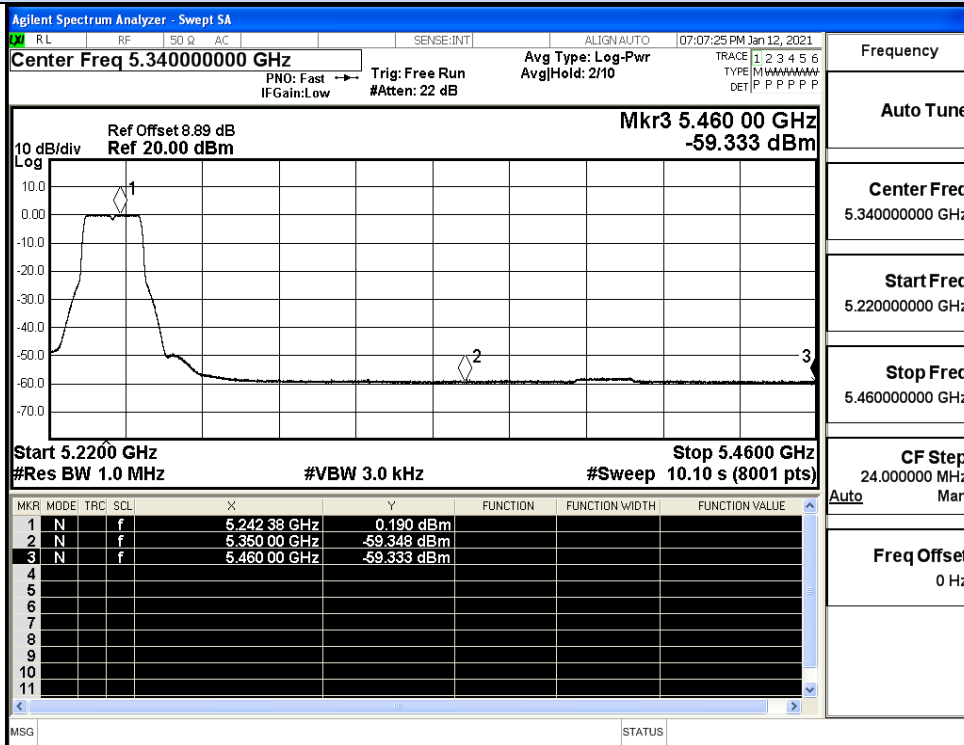 Agilent Spectrum Analyzer - Swept SA
LXI RL RF 50 Ω AC SENSE:INT ALIGN AUTO 07:07:25 PM Jan 12, 2021
Center Freq 5.340000000 GHz
PNO: Fast
IFGain:Low
Trig: Free Run
#Atten: 22 dB
Avg Type: Log-Pwr
Avg|Hold: 2/10
TRACE 1 2 3 4 5 6
TYPE M WWWWW
DET P P P P P P
Mkr3 5.460 00 GHz
-59.333 dBm
Ref Offset 8.89 dB
10 dB/div Ref 20.00 dBm
Log
10.0
0.00
-10.0
-20.0
-30.0
-40.0
-50.0
-60.0
-70.0
1
2
3
Start 5.2200 GHz Stop 5.4600 GHz
#Res BW 1.0 MHz #VBW 3.0 kHz #Sweep 10.10 s (8001 pts)
MKR MODE TRC SCL X Y FUNCTION FUNCTION WIDTH FUNCTION VALUE
1 N f 5.242 38 GHz 0.190 dBm
2 N f 5.350 00 GHz -59.348 dBm
3 N f 5.460 00 GHz -59.333 dBm
4
5
6
7
8
9
10
11
MSG STATUS
Frequency
Auto Tune
Center Freq
5.340000000 GHz
Start Freq
5.220000000 GHz
Stop Freq
5.460000000 GHz
CF Step
24.000000 MHz
Auto Man
Freq Offset
0 Hz